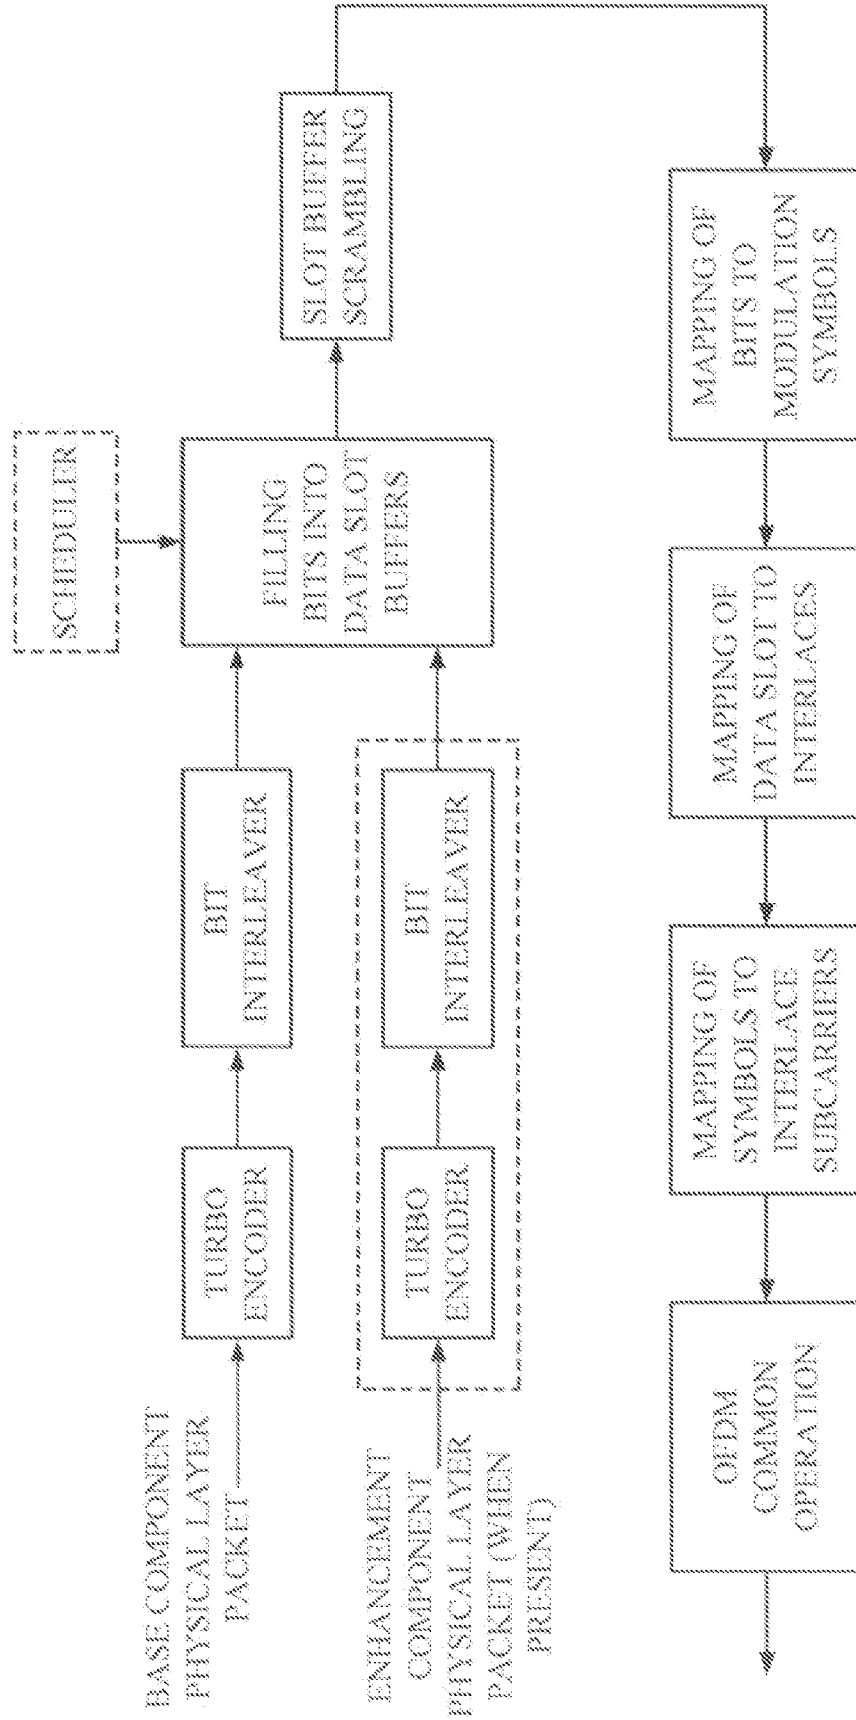 BASE COMPONENT
PHYSICAL LAYER
PACKET
TURBO
ENCODER
BIT
INTERLEAVER
SCHEDULER
FILLING
BITS INTO
DATA SLOT
BUFFERS
SLOT BUFFER
SCRAMBLING
ENHANCEMENT
COMPONENT
PHYSICAL LAYER
PACKET (WHEN
PRESENT)
TURBO
ENCODER
BIT
INTERLEAVER
MAPPING OF
BITS TO
MODULATION
SYMBOLS
MAPPING OF
DATA SLOT TO
INTERLACES
MAPPING OF
SYMBOLS TO
INTERLACE
SUBCARRIERS
OFDM
COMMON
OPERATION